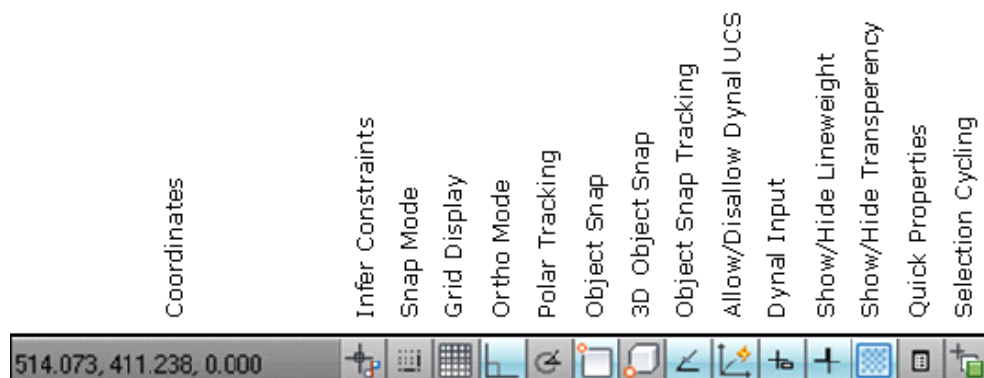 Coordinates
Infer Constraints
Snap Mode
Grid Display
Ortho Mode
Polar Tracking
Object Snap
3D Object Snap
Object Snap Tracking
Allow/Disallow Dynal UCS
Dynal Input
Show/Hide Lineweight
Show/Hide Transperency
Quick Properties
Selection Cycling
514.073, 411.238, 0.000